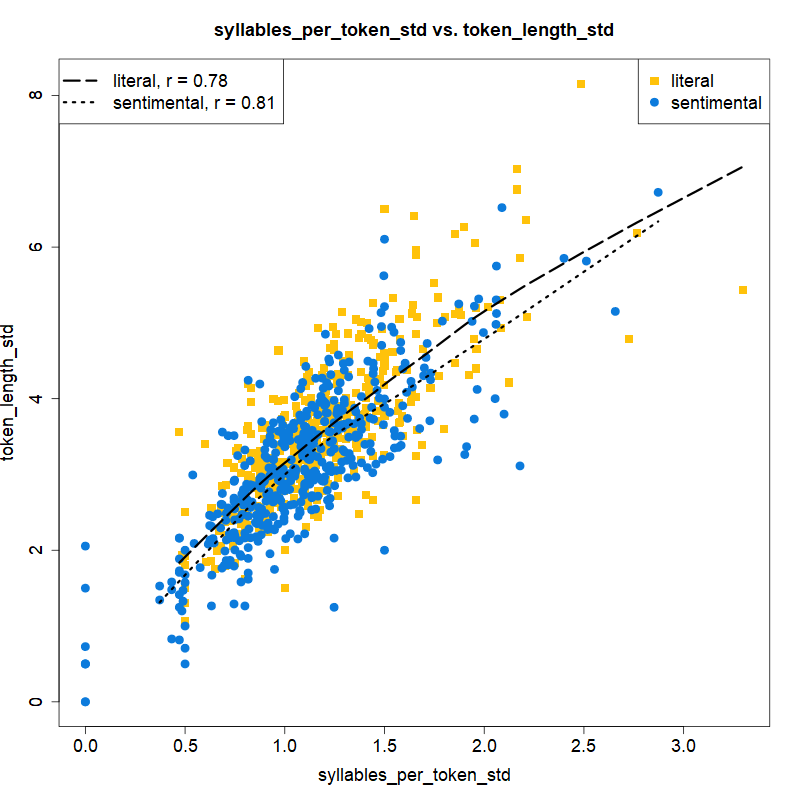 syllables_per_token_std vs. token_length_std
literal, r = 0.78
sentimental, r = 0.81
literal
sentimental
8
6
4
2
0
token_length_std
0.0 0.5 1.0 1.5 2.0 2.5 3.0
syllables_per_token_std